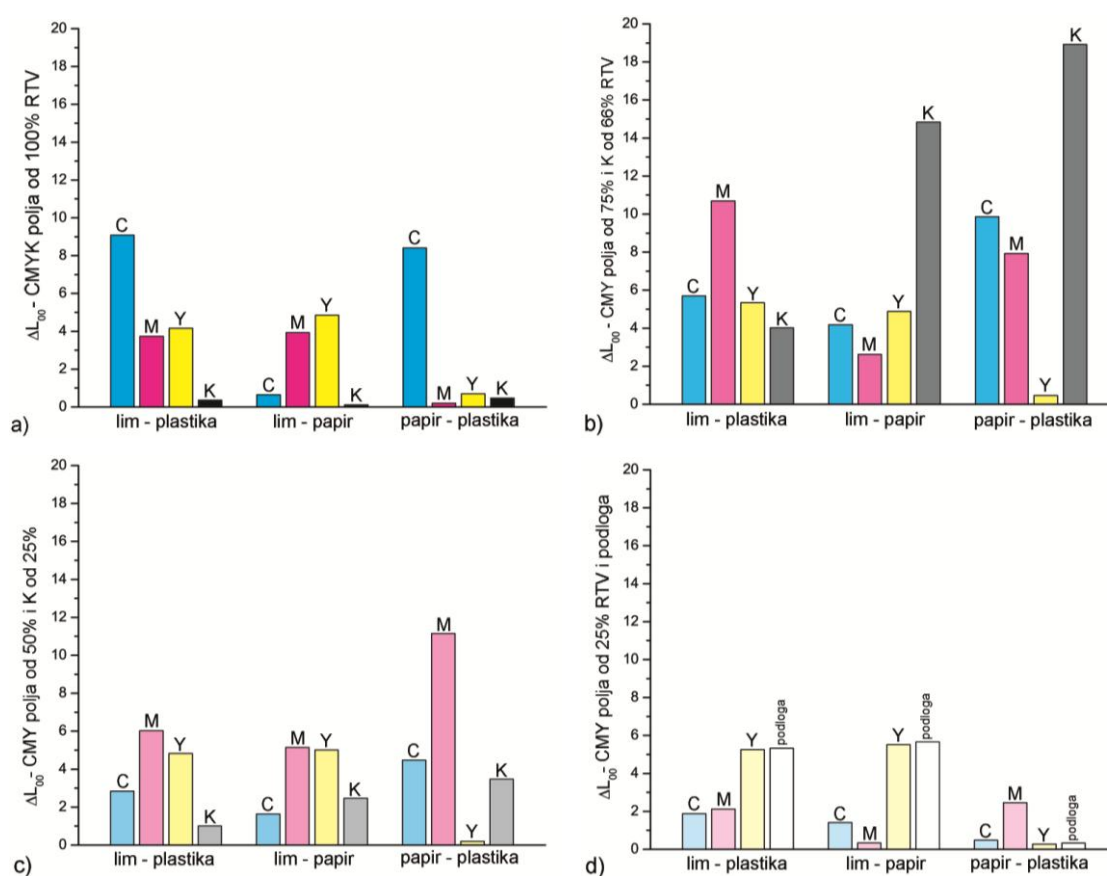 ΔL₀₀ - CMYK polja od 100% RTV
20
18
16
14
12
10
8
6
4
2
0
C
M
Y
K
C
M
Y
K
C
M
Y
K
lim - plastika
lim - papir
papir - plastika
a)
ΔL₀₀ - CMY polja od 75% i K od 66% RTV
20
18
16
14
12
10
8
6
4
2
0
C
M
Y
K
C
M
Y
K
C
M
Y
K
lim - plastika
lim - papir
papir - plastika
b)
ΔL₀₀ - CMY polja od 50% i K od 25%
20
18
16
14
12
10
8
6
4
2
0
C
M
Y
K
C
M
Y
K
C
M
Y
K
lim - plastika
lim - papir
papir - plastika
c)
ΔL₀₀ - CMY polja od 25% RTV i podloga
20
18
16
14
12
10
8
6
4
2
0
C
M
Y
podloga
C
M
Y
podloga
C
M
Y
podloga
lim - plastika
lim - papir
papir - plastika
d)